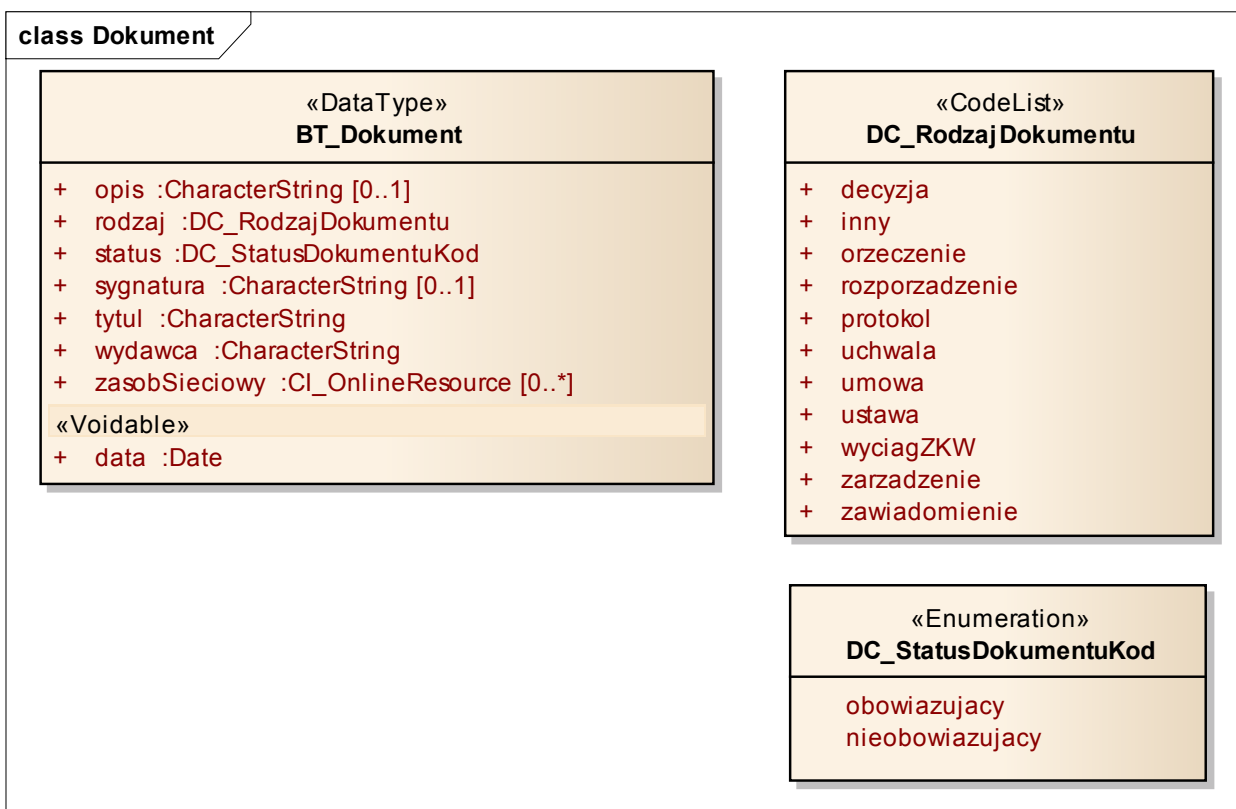 class Dokument
«DataType»
BT_Dokument
+ opis :CharacterString [0..1]
+ rodzaj :DC_RodzajDokumentu
+ status :DC_StatusDokumentuKod
+ sygnatura :CharacterString [0..1]
+ tytul :CharacterString
+ wydawca :CharacterString
+ zasobSieciowy :CI_OnlineResource [0..*]
«Voidable»
+ data :Date
«CodeList»
DC_RodzajDokumentu
+ decyzja
+ inny
+ orzeczenie
+ rozporzadzenie
+ protokol
+ uchwala
+ umowa
+ ustawa
+ wyciagZKW
+ zarzadzenie
+ zawiadomienie
«Enumeration»
DC_StatusDokumentuKod
obowiazujacy
nieobowiazujacy